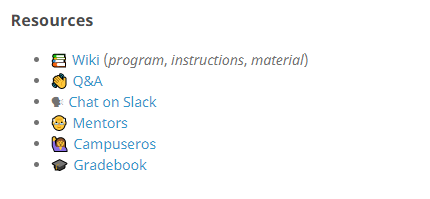 Resources
Wiki (program, instructions, material)
Q&A
Chat on Slack
Mentors
Campuseros
Gradebook